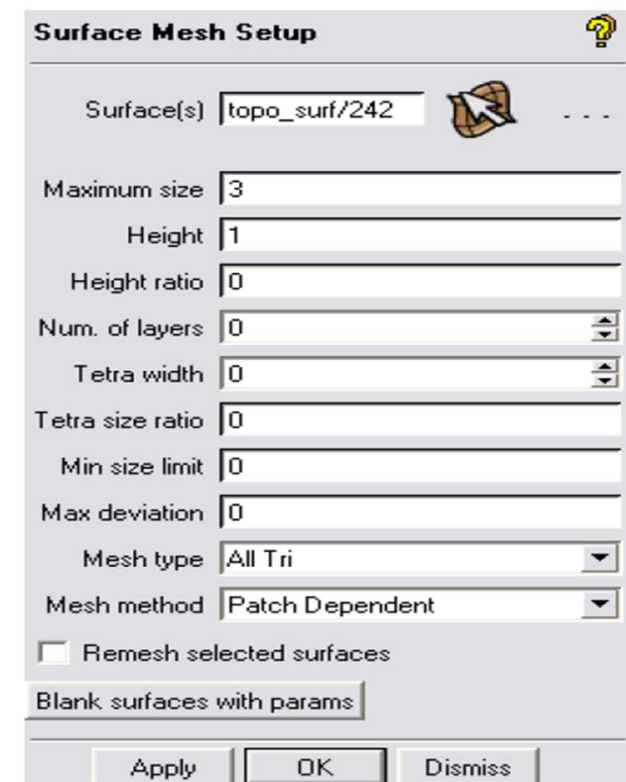 Surface Mesh Setup
Surface(s) topo_surf/242 ...
Maximum size 3
Height 1
Height ratio 0
Num. of layers 0
Tetra width 0
Tetra size ratio 0
Min size limit 0
Max deviation 0
Mesh type All Tri
Mesh method Patch Dependent
Remesh selected surfaces
Blank surfaces with params
Apply OK Dismiss